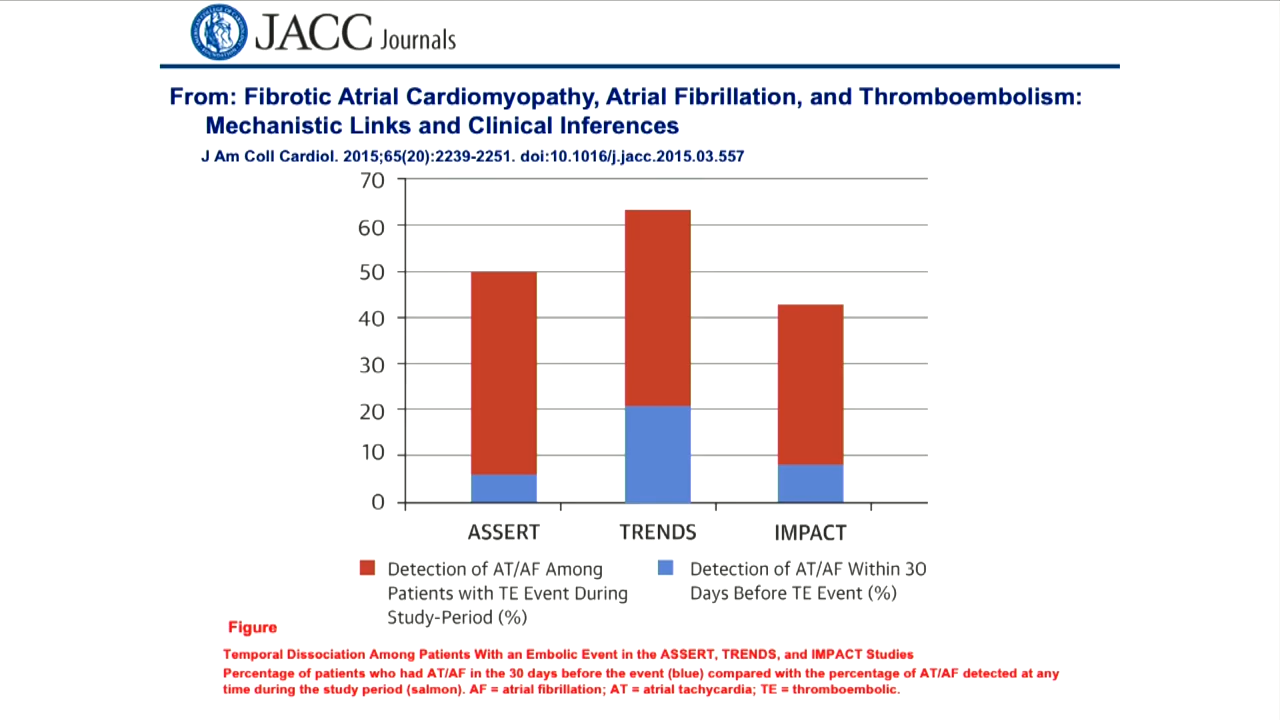 JACC Journals
From: Fibrotic Atrial Cardiomyopathy, Atrial Fibrillation, and Thromboembolism:
Mechanistic Links and Clinical Inferences
J Am Coll Cardiol. 2015;65(20):2239-2251. doi:10.1016/j.jacc.2015.03.557
70
60
50
40
30
20
10
0
ASSERT TRENDS IMPACT
Detection of AT/AF Among
Patients with TE Event During
Study-Period (%)
Detection of AT/AF Within 30
Days Before TE Event (%)
Figure
Temporal Dissociation Among Patients With an Embolic Event in the ASSERT, TRENDS, and IMPACT Studies
Percentage of patients who had AT/AF in the 30 days before the event (blue) compared with the percentage of AT/AF detected at any
time during the study period (salmon). AF = atrial fibrillation; AT = atrial tachycardia; TE = thromboembolic.